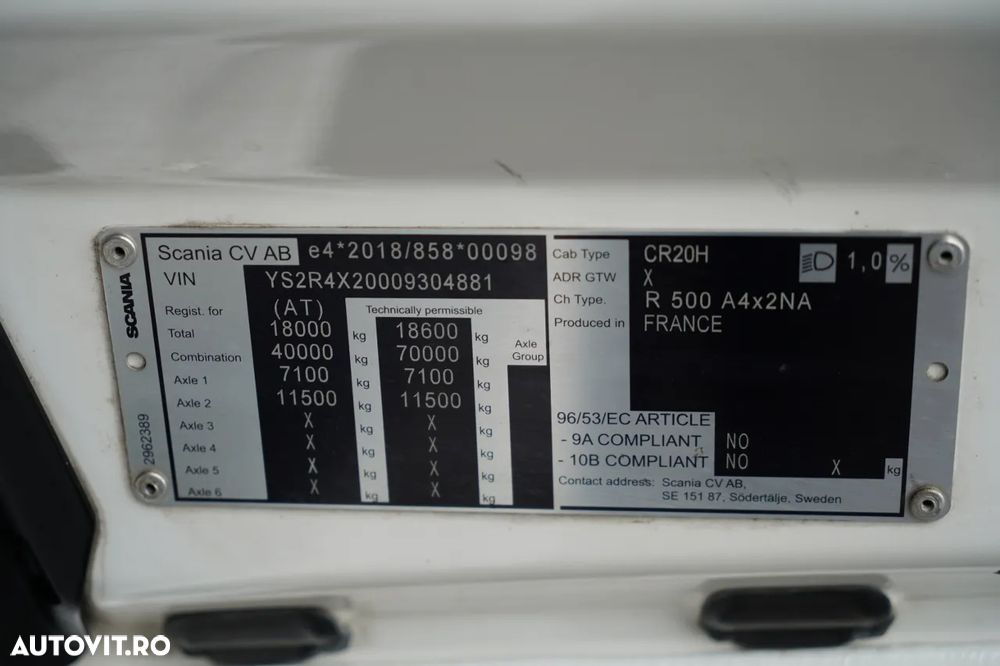 Scania CV AB e4*2018/858*00098
VIN YS2R4X20009304881
Regist. for (AT) Technically permissible
Total 18000 kg 18600 kg
Combination 40000 kg 70000 kg Axle Group
Axle 1 7100 kg 7100 kg
Axle 2 11500 kg 11500 kg
Axle 3 X kg X kg
Axle 4 X kg X kg
Axle 5 X kg X kg
Axle 6 X kg X kg
SCANIA
2962389
Cab Type CR20H 1,0 %
ADR GTW X
Ch Type. R 500 A4x2NA
Produced in FRANCE
96/53/EC ARTICLE
- 9A COMPLIANT NO
- 10B COMPLIANT NO X kg
Contact address: Scania CV AB,
SE 151 87, Södertälje, Sweden
AUTOVIT.RO